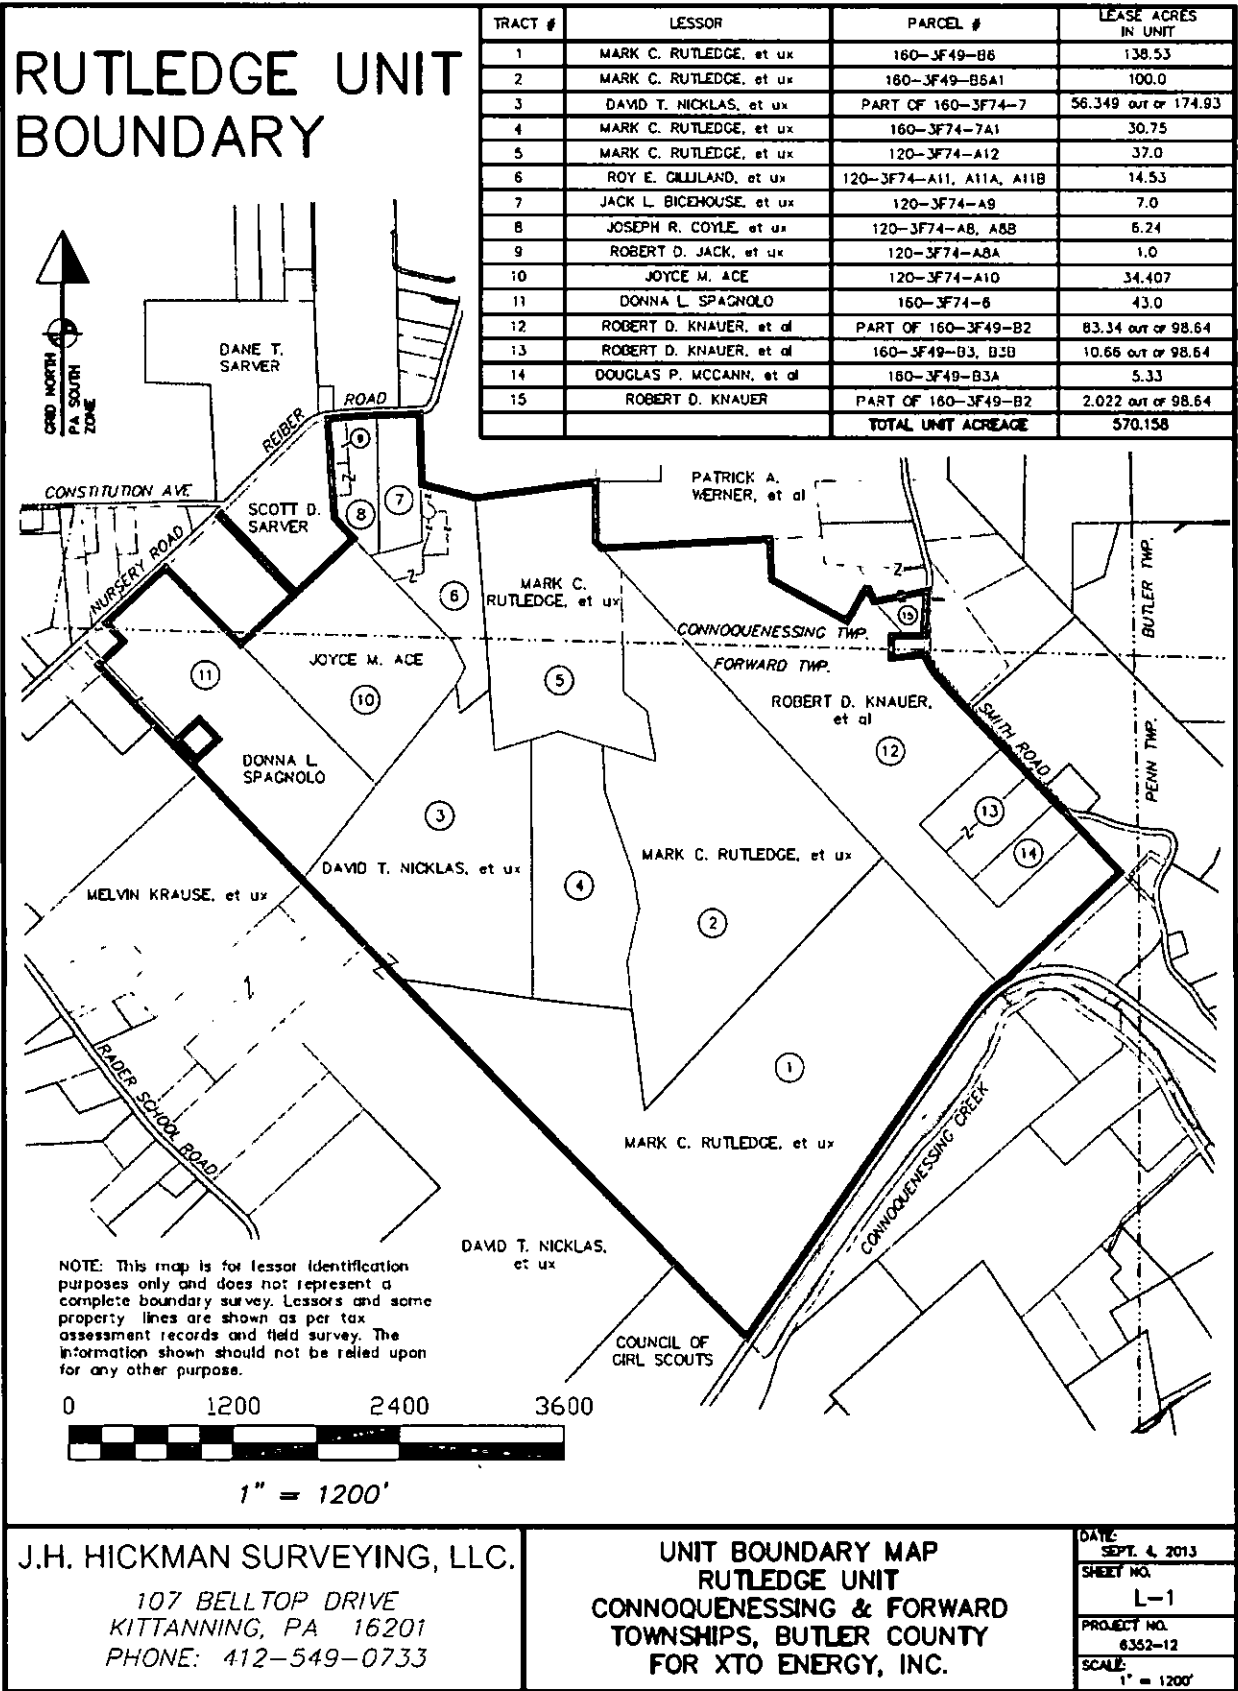 RUTLEDGE UNIT
BOUNDARY
TRACT # LESSOR PARCEL # LEASE ACRES IN UNIT
1 MARK C. RUTLEDGE, et ux 160-3F49-B6 138.53
2 MARK C. RUTLEDGE, et ux 160-3F49-B5A1 100.0
3 DAVID T. NICKLAS, et ux PART OF 160-3F74-7 56.349 OUT OF 174.93
4 MARK C. RUTLEDGE, et ux 160-3F74-7A1 30.75
5 MARK C. RUTLEDGE, et ux 120-3F74-A12 37.0
6 ROY E. GILLILAND, et ux 120-3F74-A11, A11A, A11B 14.53
7 JACK L. BICEHOUSE, et ux 120-3F74-A9 7.0
8 JOSEPH R. COYLE, et ux 120-3F74-A8, A8B 6.24
9 ROBERT D. JACK, et ux 120-3F74-A8A 1.0
10 JOYCE M. ACE 120-3F74-A10 34.407
11 DONNA L. SPAGNOLO 160-3F74-6 43.0
12 ROBERT D. KNAUER, et al PART OF 160-3F49-B2 83.34 OUT OF 98.64
13 ROBERT D. KNAUER, et al 160-3F49-B3, B3B 10.66 OUT OF 98.64
14 DOUGLAS P. MCCANN, et al 160-3F49-B3A 5.33
15 ROBERT D. KNAUER PART OF 160-3F49-B2 2.022 OUT OF 98.64
TOTAL UNIT ACREAGE 570.158
GRID NORTH
PA SOUTH
ZONE
DANE T.
SARVER
REIBER ROAD
CONSTITUTION AVE
SCOTT D.
SARVER
NURSERY ROAD
9
8
7
6
PATRICK A.
WERNER, et al
MARK C.
RUTLEDGE, et ux
5
15
CONNOQUENESSING TWP.
FORWARD TWP.
BUTLER TWP.
PENN TWP.
JOYCE M. ACE
10
11
DONNA L.
SPAGNOLO
ROBERT D. KNAUER,
et al
12
SMITH ROAD
13
14
3
DAVID T. NICKLAS, et ux
4
MARK C. RUTLEDGE, et ux
2
MELVIN KRAUSE, et ux
1
MARK C. RUTLEDGE, et ux
RADER SCHOOL ROAD
CONNOQUENESSING CREEK
DAVID T. NICKLAS,
et ux
COUNCIL OF
GIRL SCOUTS
NOTE: This map is for lessor identification
purposes only and does not represent a
complete boundary survey. Lessors and some
property lines are shown as per tax
assessment records and field survey. The
information shown should not be relied upon
for any other purpose.
0 1200 2400 3600
1" = 1200'
J.H. HICKMAN SURVEYING, LLC.
107 BELLTOP DRIVE
KITTANNING, PA 16201
PHONE: 412-549-0733
UNIT BOUNDARY MAP
RUTLEDGE UNIT
CONNOQUENESSING & FORWARD
TOWNSHIPS, BUTLER COUNTY
FOR XTO ENERGY, INC.
DATE:
SEPT. 4, 2013
SHEET NO.
L-1
PROJECT NO.
6352-12
SCALE:
1" = 1200'